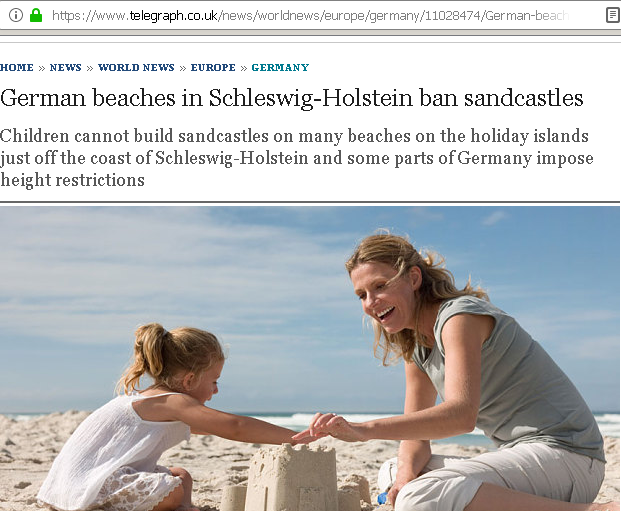 https://www.telegraph.co.uk/news/worldnews/europe/germany/11028474/German-beach
HOME » NEWS » WORLD NEWS » EUROPE » GERMANY
German beaches in Schleswig-Holstein ban sandcastles
Children cannot build sandcastles on many beaches on the holiday islands
just off the coast of Schleswig-Holstein and some parts of Germany impose
height restrictions